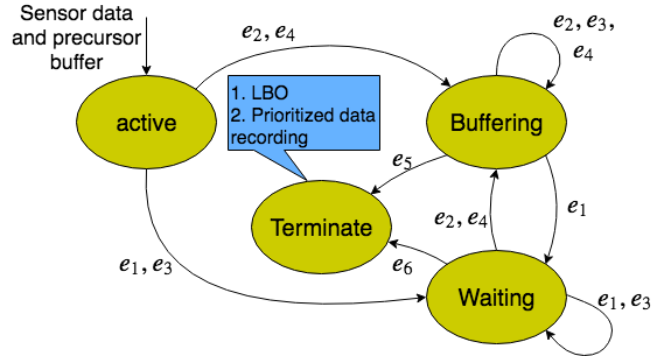 Sensor data
and precursor
buffer
e₂, e₄
e₂, e₃,
e₄
active
1. LBO
2. Prioritized data
recording
Buffering
e₅
e₁
Terminate
e₂, e₄
e₁, e₃
e₆
Waiting
e₁, e₃